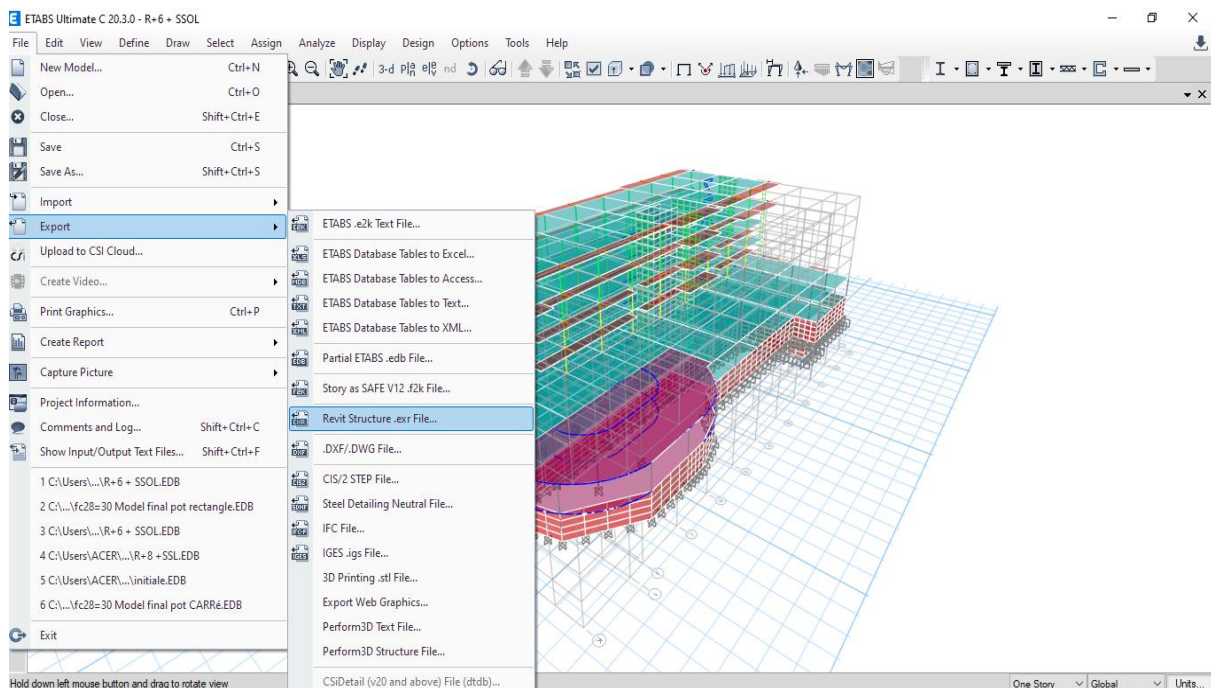 ETABS Ultimate C 20.3.0 - R+6 + SSOL
File Edit View Define Draw Select Assign Analyze Display Design Options Tools Help
3-d
nd
New Model... Ctrl+N
Open... Ctrl+O
Close... Shift+Ctrl+E
Save Ctrl+S
Save As... Shift+Ctrl+S
Import
Export
Upload to CSI Cloud...
Create Video...
Print Graphics... Ctrl+P
Create Report
Capture Picture
Project Information...
Comments and Log... Shift+Ctrl+C
Show Input/Output Text Files... Shift+Ctrl+F
1 C:\Users\...\R+6 + SSOL.EDB
2 C:\...\fc28=30 Model final pot rectangle.EDB
3 C:\Users\...\R+6 + SSOL.EDB
4 C:\Users\ACER\...\R+8 +SSL.EDB
5 C:\Users\ACER\...\initiale.EDB
6 C:\...\fc28=30 Model final pot CARRé.EDB
Exit
ETABS .e2k Text File...
ETABS Database Tables to Excel...
ETABS Database Tables to Access...
ETABS Database Tables to Text...
ETABS Database Tables to XML...
Partial ETABS .edb File...
Story as SAFE V12 .f2k File...
Revit Structure .exr File...
.DXF/.DWG File...
CIS/2 STEP File...
Steel Detailing Neutral File...
IFC File...
IGES .igs File...
3D Printing .stl File...
Export Web Graphics...
Perform3D Text File...
Perform3D Structure File...
CSiDetail (v20 and above) File (dtdb)...
Hold down left mouse button and drag to rotate view
One Story Global Units...